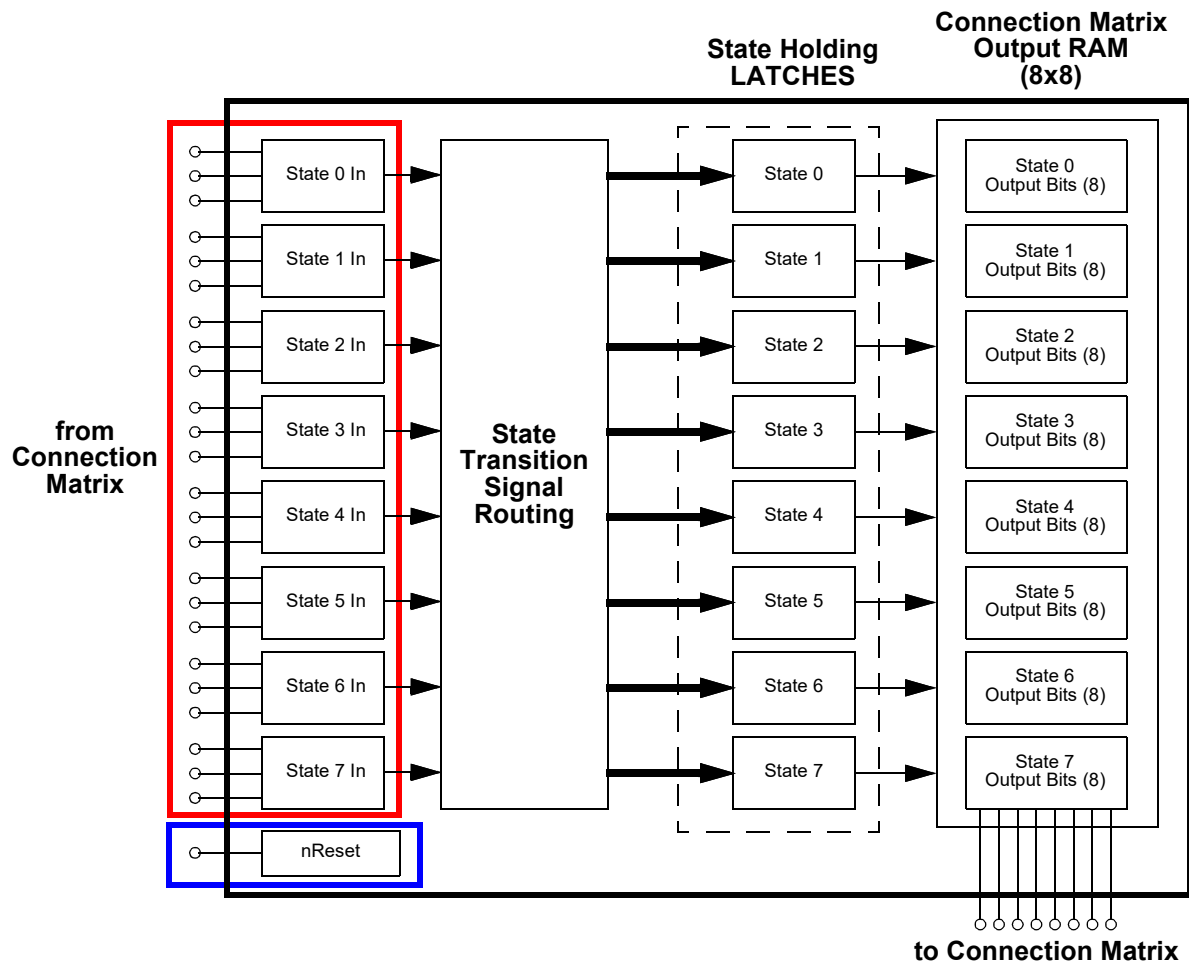 Connection Matrix
Output RAM
(8x8)
State Holding
LATCHES
State 0 In
State 0
State 0
Output Bits (8)
State 1 In
State 1
State 1
Output Bits (8)
State 2 In
State 2
State 2
Output Bits (8)
State 3 In
State 3
State 3
Output Bits (8)
from
Connection
Matrix
State
Transition
Signal
Routing
State 4 In
State 4
State 4
Output Bits (8)
State 5 In
State 5
State 5
Output Bits (8)
State 6 In
State 6
State 6
Output Bits (8)
State 7 In
State 7
State 7
Output Bits (8)
nReset
to Connection Matrix